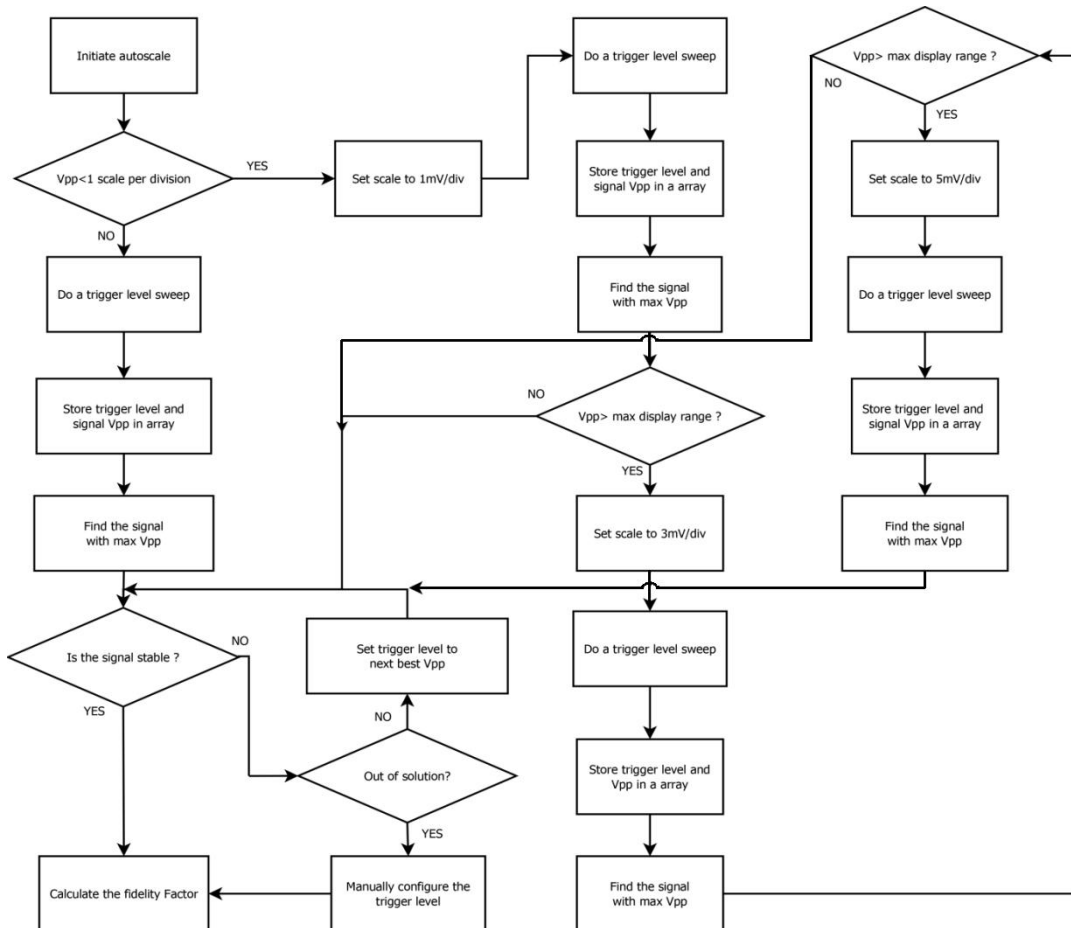 Initiate autoscale
Vpp<1 scale per division
YES
NO
Set scale to 1mV/div
Do a trigger level sweep
Store trigger level and
signal Vpp in array
Find the signal
with max Vpp
Is the signal stable ?
NO
YES
Calculate the fidelity Factor
Set trigger level to
next best Vpp
NO
Out of solution?
YES
Manually configure the
trigger level
Do a trigger level sweep
Store trigger level and
signal Vpp in a array
Find the signal
with max Vpp
NO
Vpp> max display range ?
YES
Set scale to 3mV/div
Do a trigger level sweep
Store trigger level and
Vpp in a array
Find the signal
with max Vpp
Vpp> max display range ?
NO
YES
Set scale to 5mV/div
Do a trigger level sweep
Store trigger level and
signal Vpp in a array
Find the signal
with max Vpp